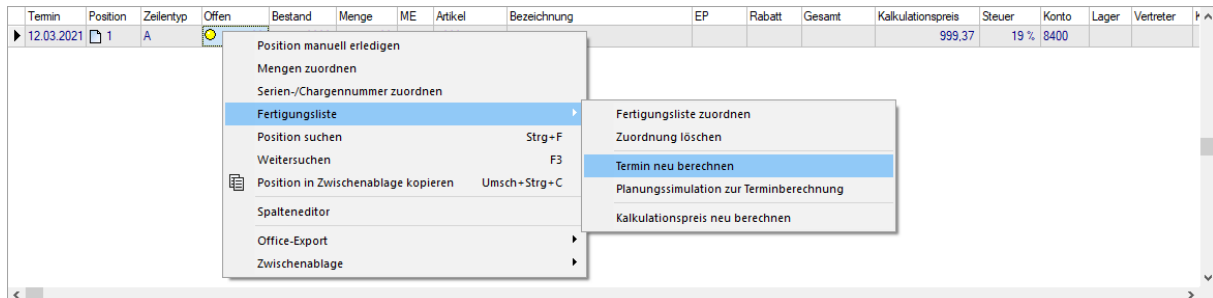 Termin Position Zeilentyp Offen Bestand Menge ME Artikel Bezeichnung EP Rabatt Gesamt Kalkulationspreis Steuer Konto Lager Vertreter
12.03.2021 1 A 999,37 19 % 8400
Position manuell erledigen
Mengen zuordnen
Serien-/Chargennummer zuordnen
Fertigungsliste
Position suchen Strg+F
Weitersuchen F3
Position in Zwischenablage kopieren Umsch+Strg+C
Spalteneditor
Office-Export
Zwischenablage
Fertigungsliste zuordnen
Zuordnung löschen
Termin neu berechnen
Planungssimulation zur Terminberechnung
Kalkulationspreis neu berechnen